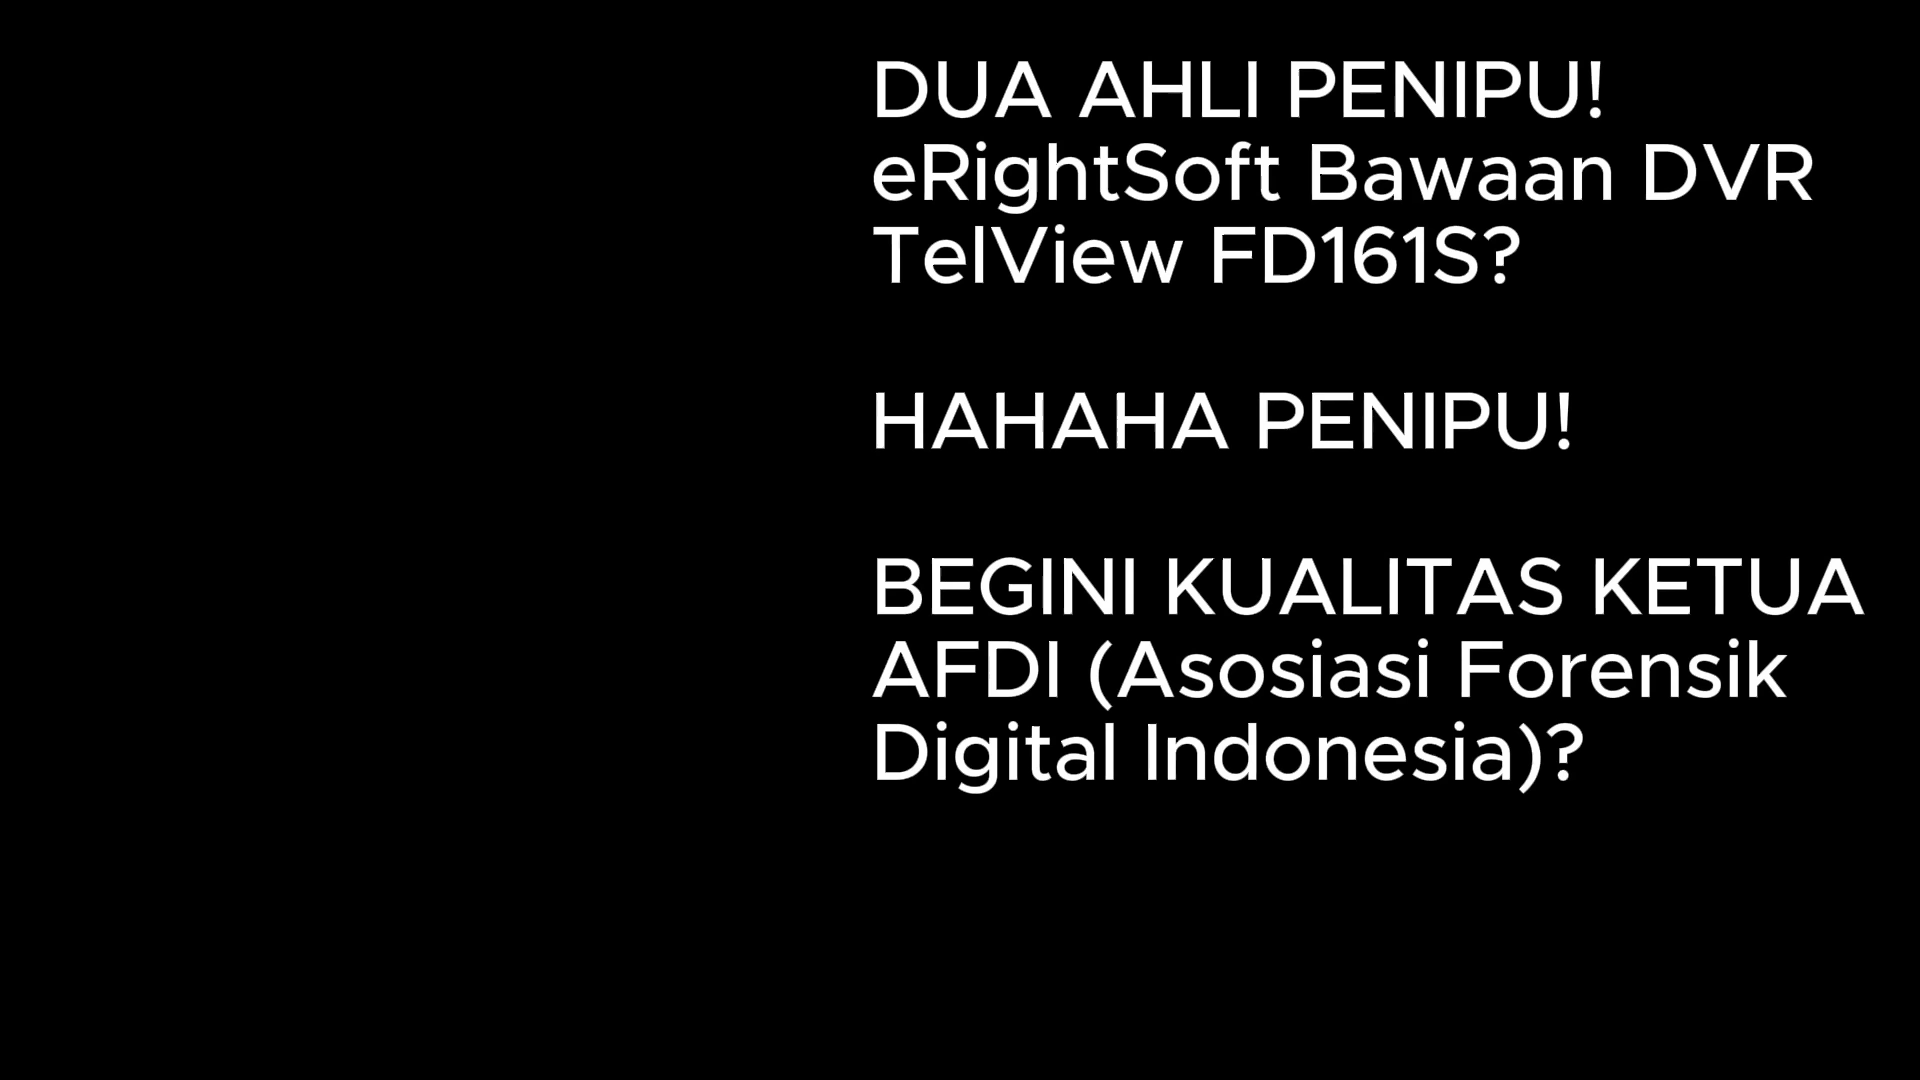 DUA AHLI PENIPU!
eRightSoft Bawaan DVR
TelView FD161S?
HAHAHA PENIPU!
BEGINI KUALITAS KETUA
AFDI (Asosiasi Forensik
Digital Indonesia)?